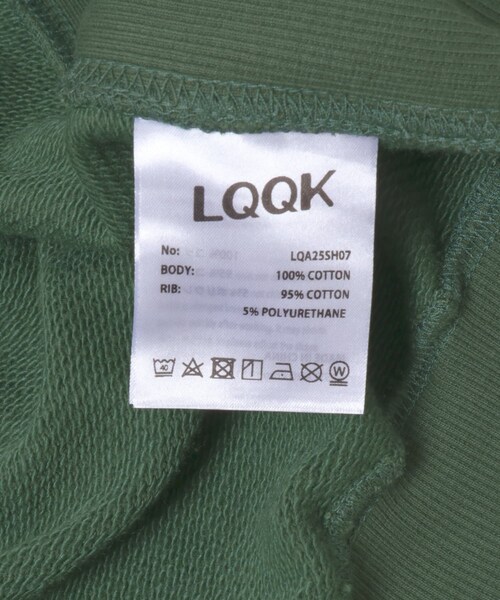 LQQK
No: LQA25SH07
BODY: 100% COTTON
RIB: 95% COTTON
5% POLYURETHANE
40 W